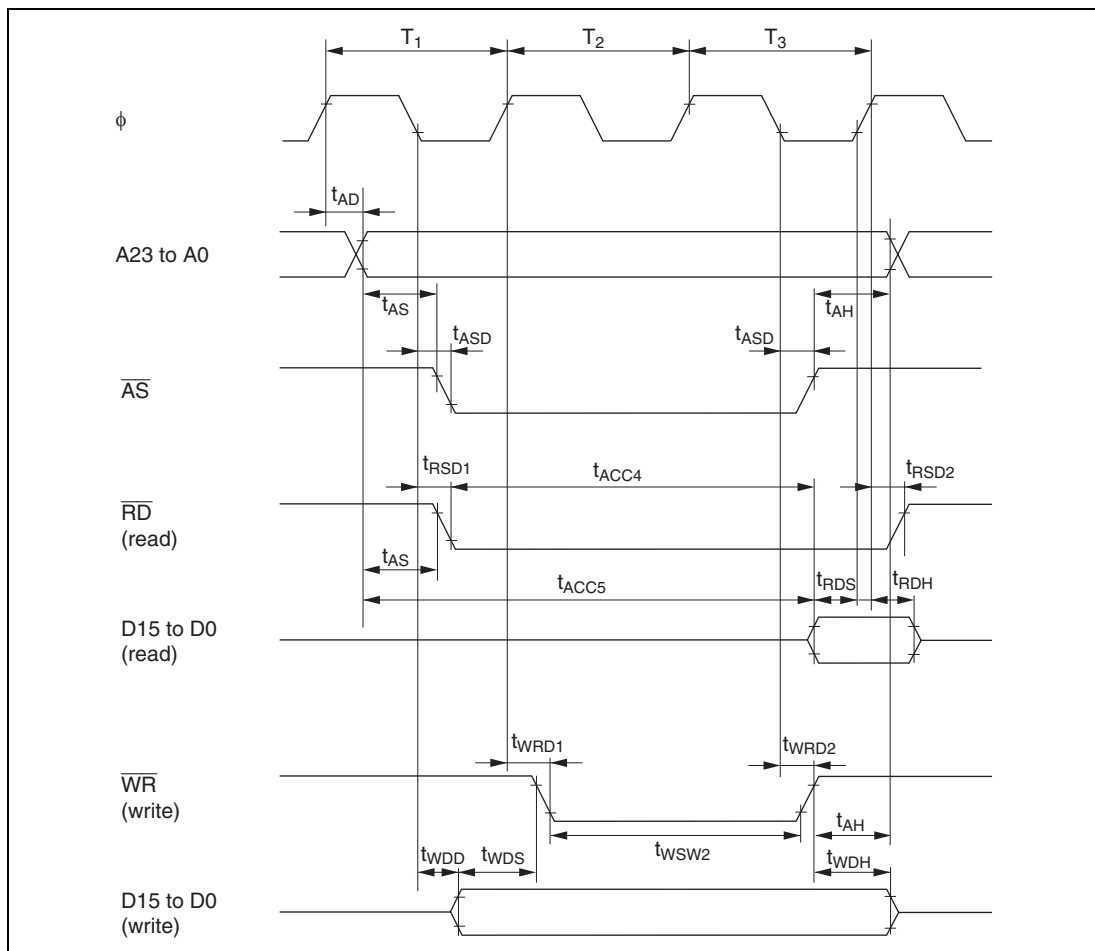 T1 T2 T3
ϕ
tAD
A23 to A0
tAS tAH
tASD tASD
AS
tRSD1 tACC4 tRSD2
RD
(read)
tAS
tACC5 tRDS tRDH
D15 to D0
(read)
tWRD1 tWRD2
WR
(write)
tAH
tWSW2
tWDD tWDS tWDH
D15 to D0
(write)